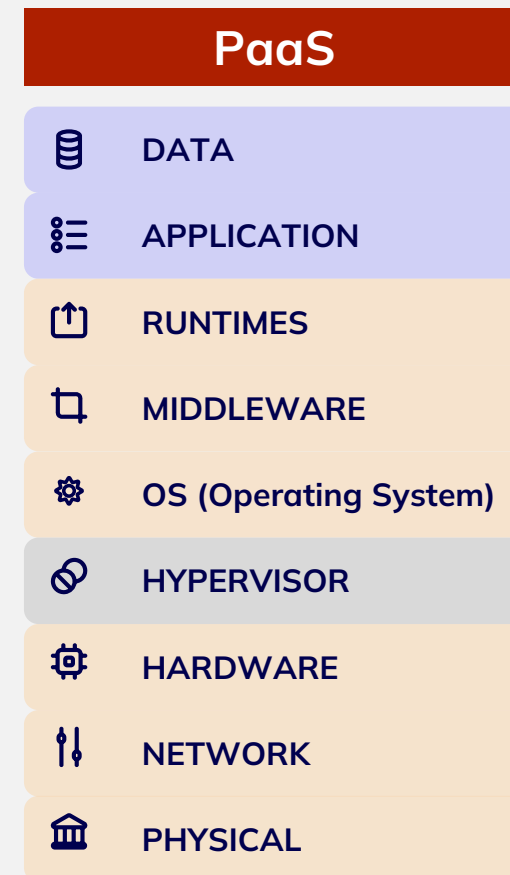 PaaS
DATA
APPLICATION
RUNTIMES
MIDDLEWARE
OS (Operating System)
HYPERVISOR
HARDWARE
NETWORK
PHYSICAL